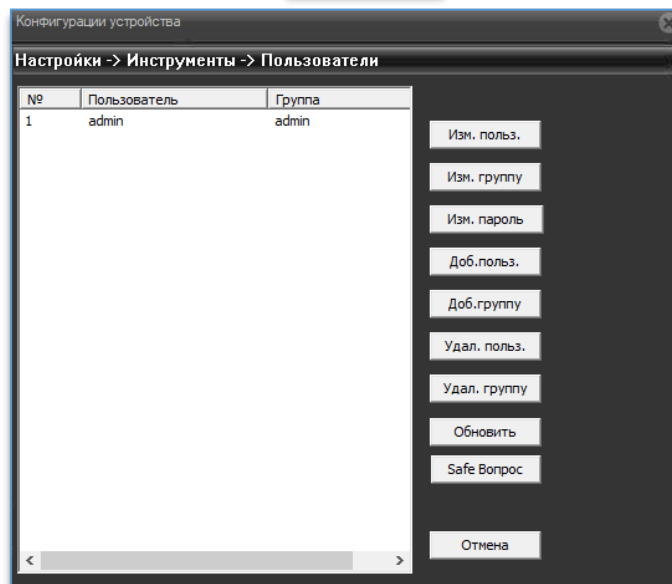 Конфигурации устройства
Настройки -> Инструменты -> Пользователи
№ Пользователь Группа
1 admin admin
Изм. польз.
Изм. группу
Изм. пароль
Доб.польз.
Доб.группу
Удал. польз.
Удал. группу
Обновить
Safe Вопрос
Отмена